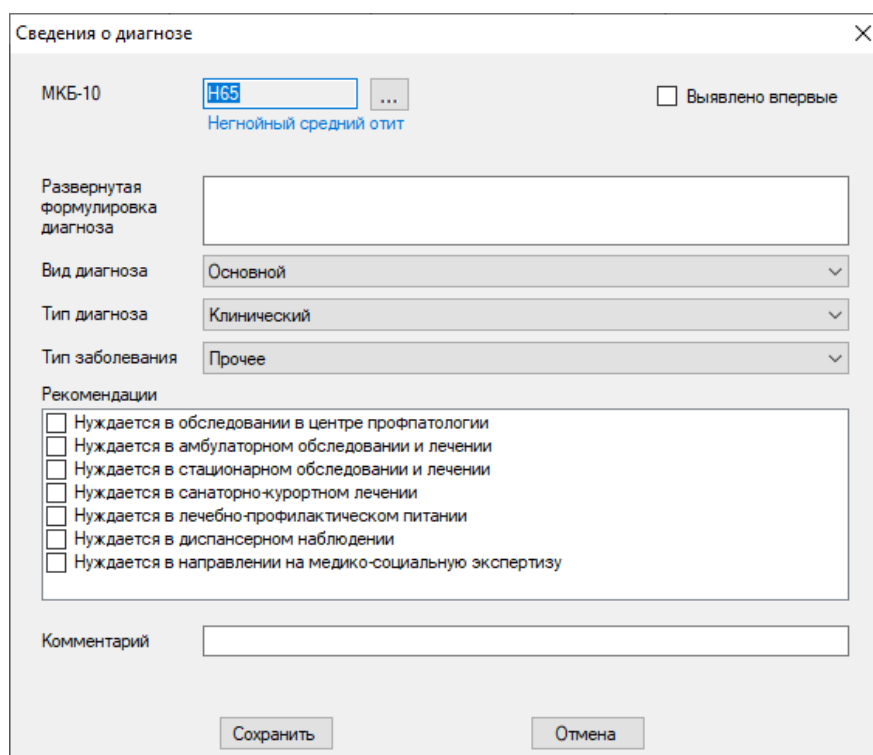 Сведения о диагнозе
МКБ-10
H65
...
Выявлено впервые
Негнойный средний отит
Развернутая
формулировка
диагноза
Вид диагноза
Основной
Тип диагноза
Клинический
Тип заболевания
Прочее
Рекомендации
Нуждается в обследовании в центре профпатологии
Нуждается в амбулаторном обследовании и лечении
Нуждается в стационарном обследовании и лечении
Нуждается в санаторно-курортном лечении
Нуждается в лечебно-профилактическом питании
Нуждается в диспансерном наблюдении
Нуждается в направлении на медико-социальную экспертизу
Комментарий
Сохранить
Отмена